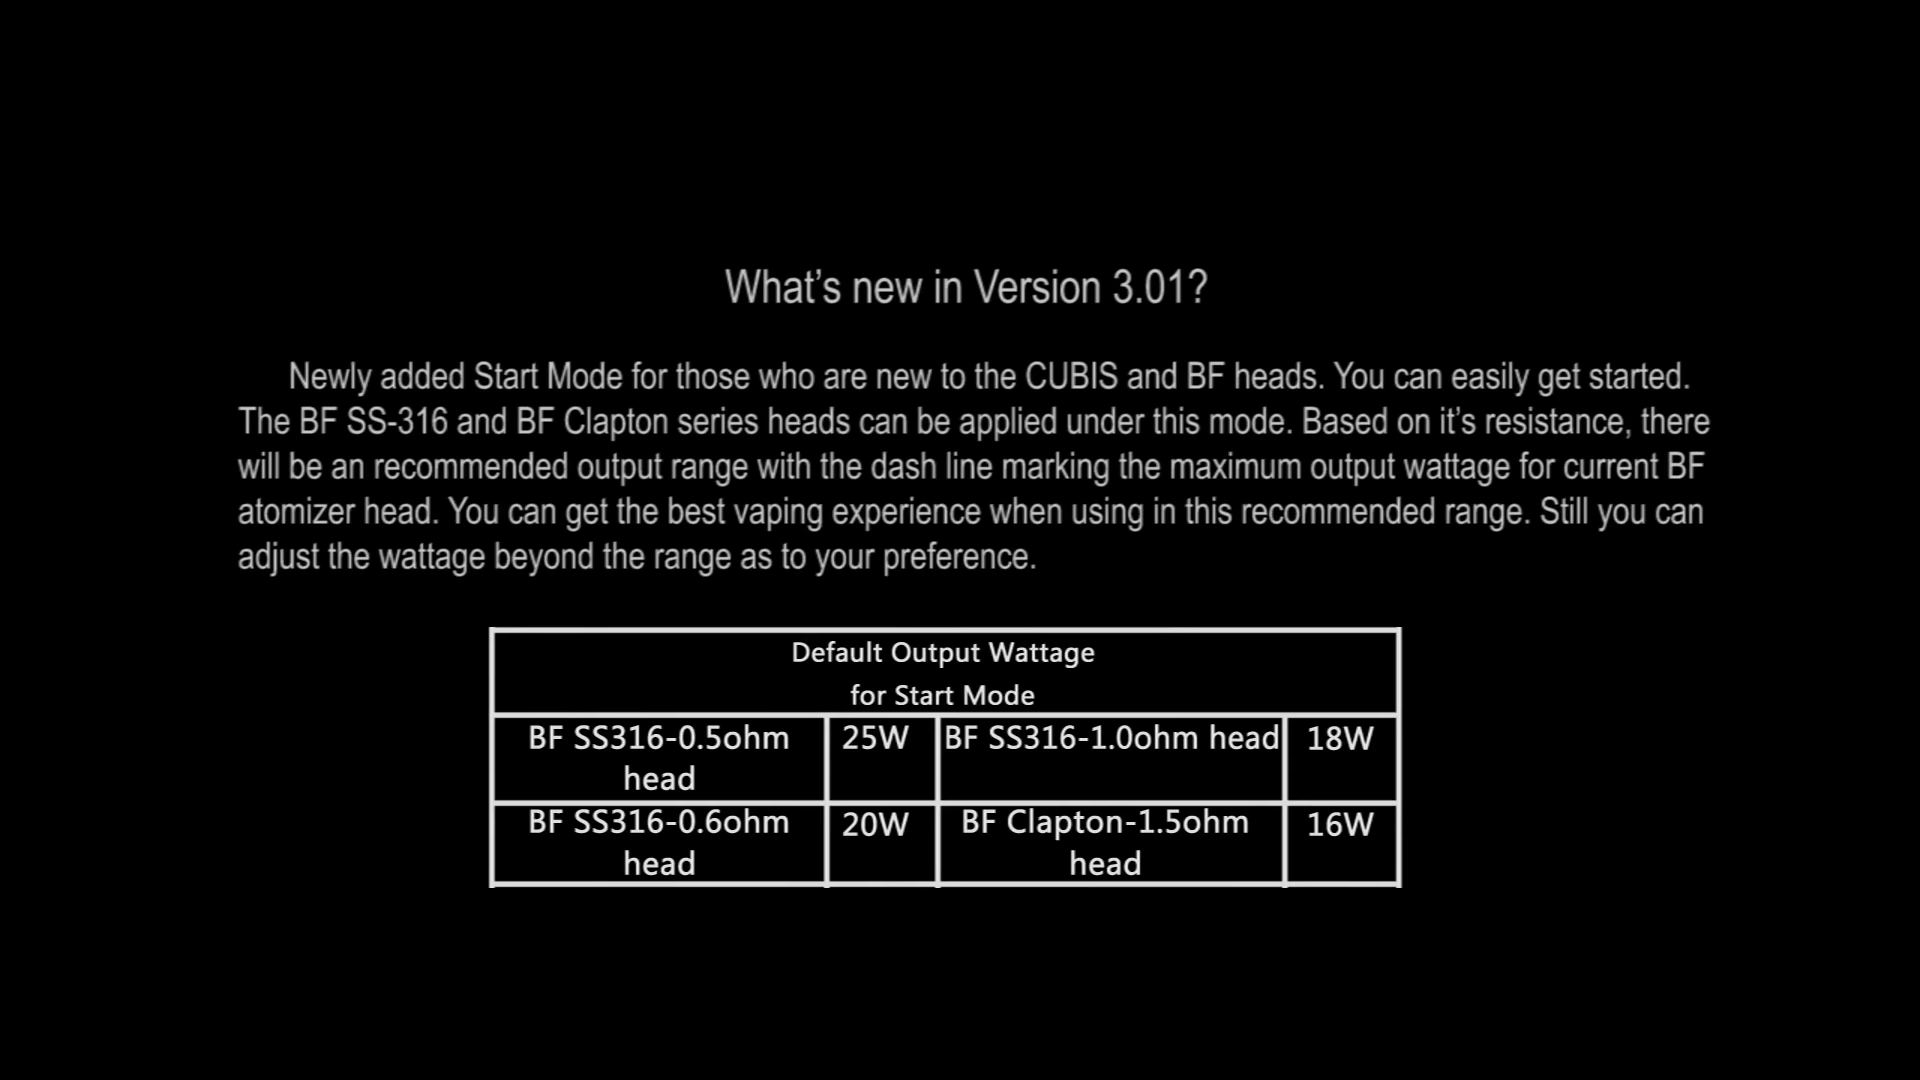 What’s new in Version 3.01?
Newly added Start Mode for those who are new to the CUBIS and BF heads. You can easily get started.
The BF SS-316 and BF Clapton series heads can be applied under this mode. Based on it’s resistance, there
will be an recommended output range with the dash line marking the maximum output wattage for current BF
atomizer head. You can get the best vaping experience when using in this recommended range. Still you can
adjust the wattage beyond the range as to your preference.
Default Output Wattage
for Start Mode
BF SS316-0.5ohm
head
25W
BF SS316-1.0ohm head
18W
BF SS316-0.6ohm
head
20W
BF Clapton-1.5ohm
head
16W